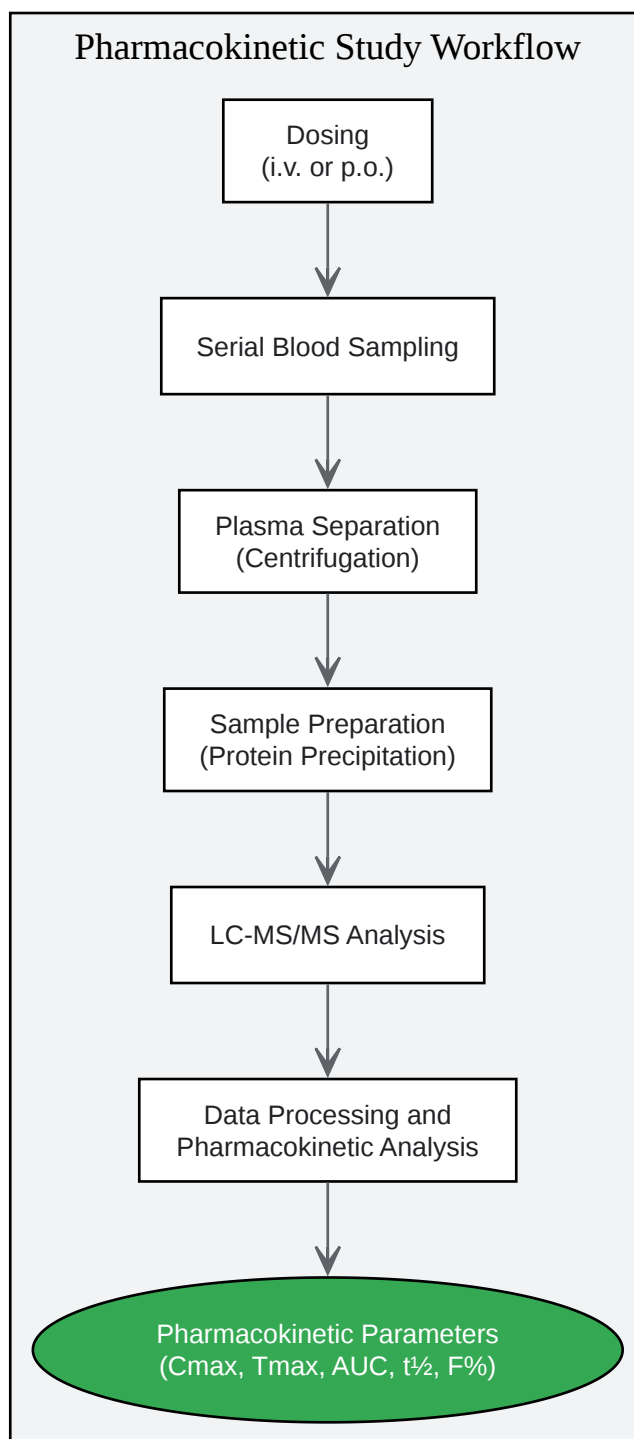 Pharmacokinetic Study Workflow
Dosing
(i.v. or p.o.)
Serial Blood Sampling
Plasma Separation
(Centrifugation)
Sample Preparation
(Protein Precipitation)
LC-MS/MS Analysis
Data Processing and
Pharmacokinetic Analysis
Pharmacokinetic Parameters
(Cmax, Tmax, AUC, t½, F%)